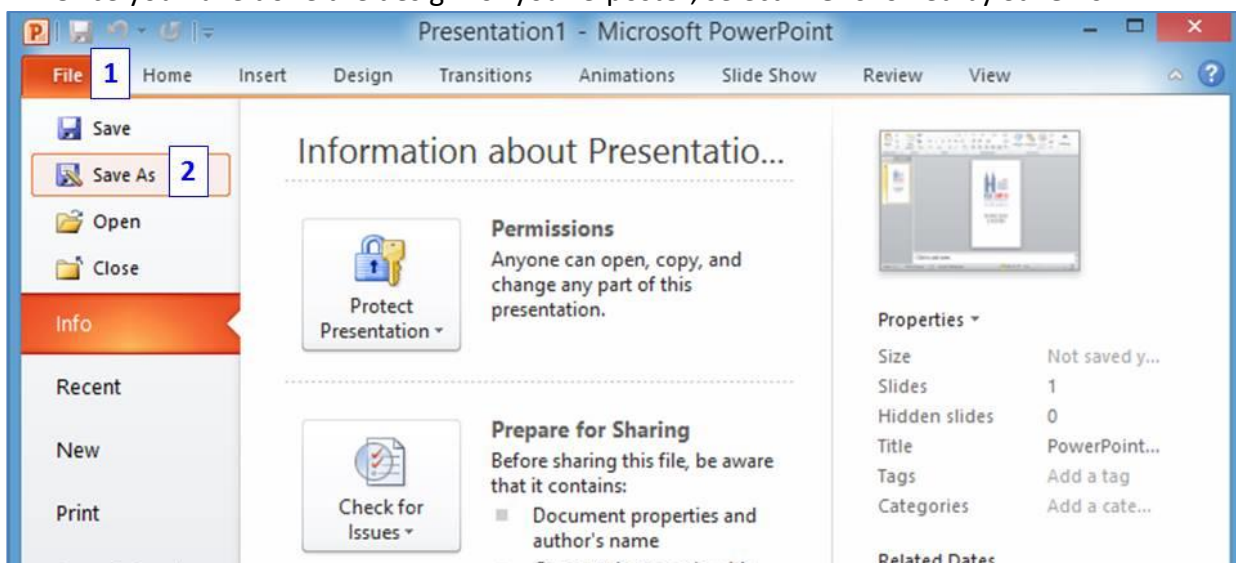 Presentation1 - Microsoft PowerPoint
File 1 Home Insert Design Transitions Animations Slide Show Review View
Save
Save As 2
Open
Close
Info
Recent
New
Print
Information about Presentatio...
Protect
Presentation
Permissions
Anyone can open, copy, and
change any part of this
presentation.
Check for
Issues
Prepare for Sharing
Before sharing this file, be aware
that it contains:
Document properties and
author's name
Properties
Size Not saved y...
Slides 1
Hidden slides 0
Title PowerPoint...
Tags Add a tag
Categories Add a cate...
Related Dates